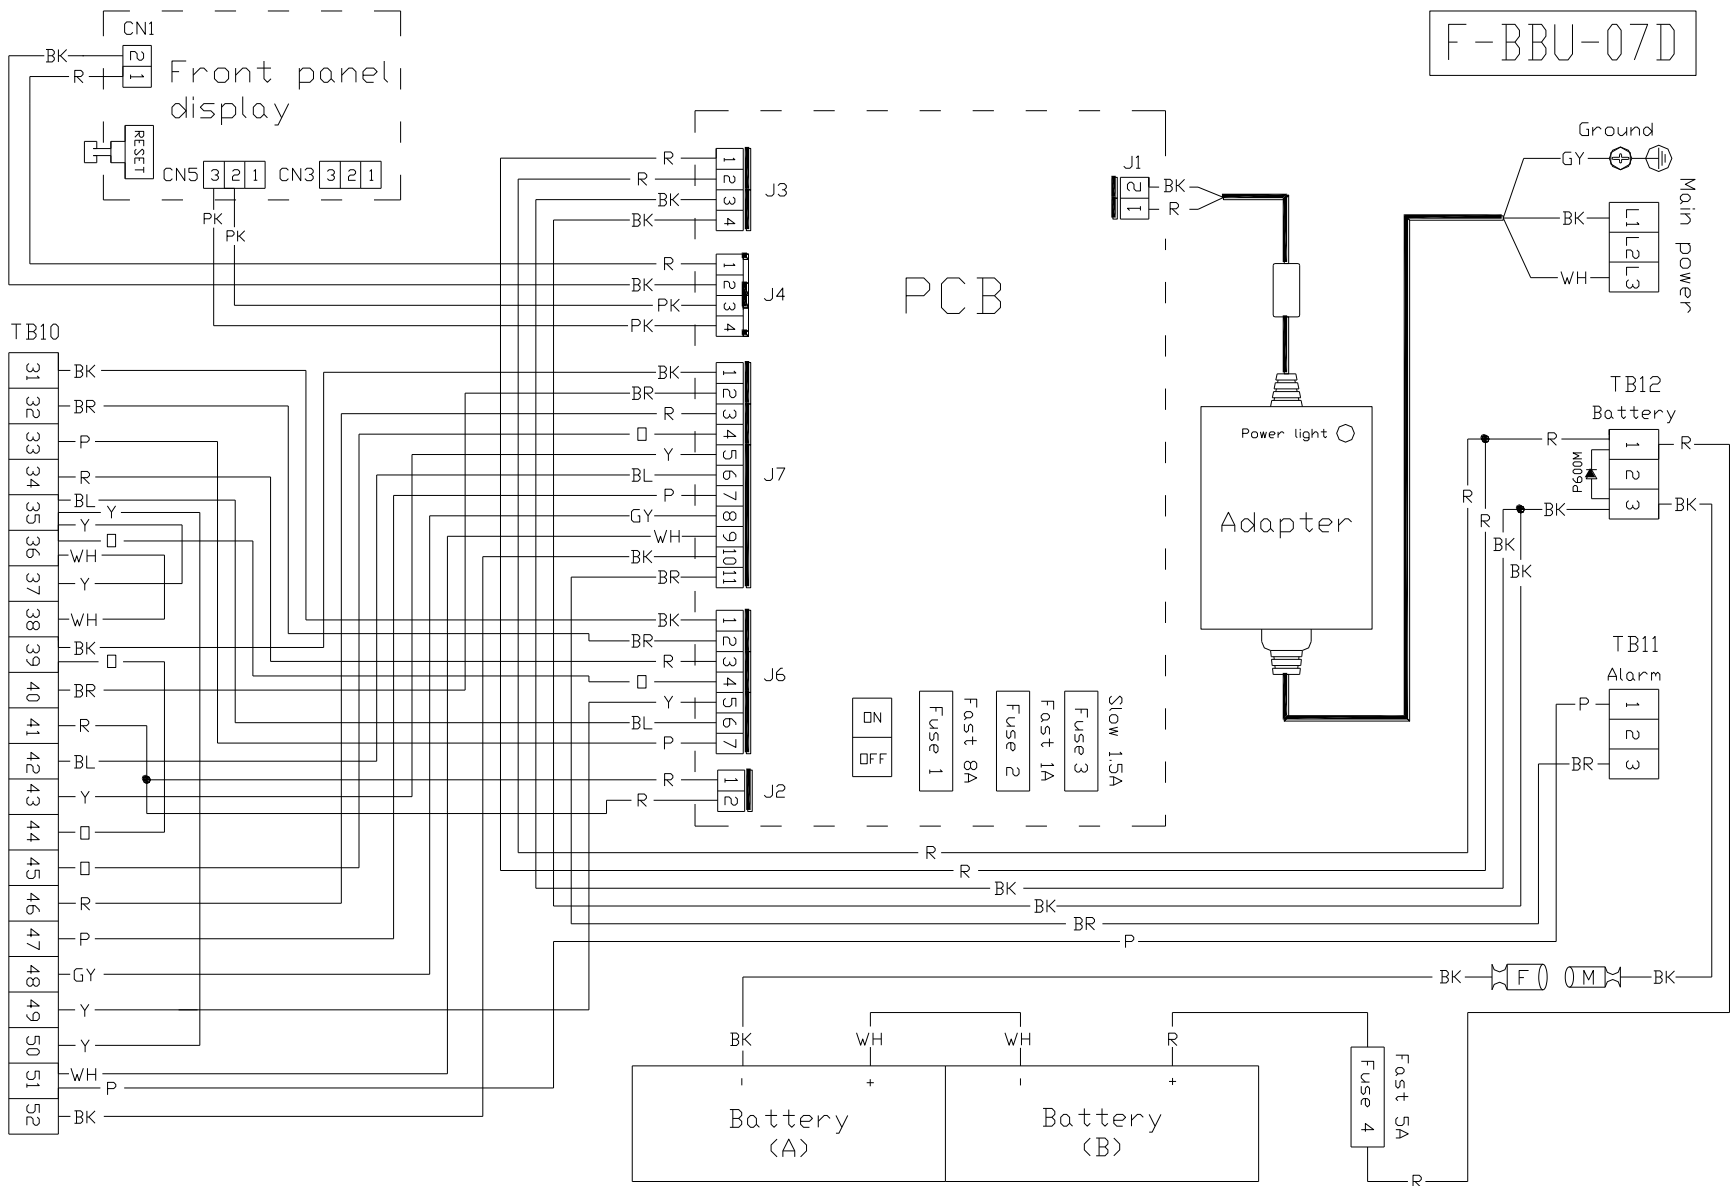 F-BBU-07D
CN1
2
1
BK
R
Front panel
display
RESET
CN5 3 2 1
CN3 3 2 1
PK
PK
PCB
J3
R 1
R 2
BK 3
BK 4
J4
R 1
BK 2
PK 3
PK 4
J7
BK 1
BR 2
R 3
O 4
Y 5
BL 6
P 7
GY 8
WH 9
BK 10
BR 11
J6
BK 1
BR 2
R 3
O 4
Y 5
BL 6
P 7
J2
R 1
R 2
TB10
31 BK
32 BR
33 P
34 R
BL
35 Y
Y
36 O
WH
37 Y
38 WH
BK
39 O
40 BR
41 R
42 BL
43 Y
44 O
45 O
46 R
47 P
48 GY
49 Y
50 Y
WH
51 P
52 BK
ON
OFF
Fuse 1
Fast 8A
Fuse 2
Fast 1A
Fuse 3
Slow 1.5A
J1
2 BK
1 R
Power light
Adapter
Ground
GY
BK L1
L2
WH L3
Main power
TB12
Battery
R 1 R
P600M
2
BK 3 BK
R
R
BK
BK
TB11
Alarm
P 1
2
BR 3
R
R
BK
BK
BR
P
BK F M BK
BK
WH
WH
R
- +
- +
Battery
(A)
Battery
(B)
Fuse 4
Fast 5A
R